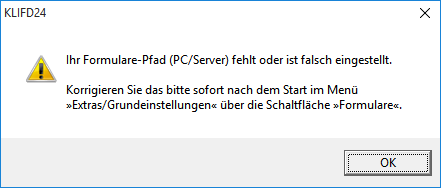 KLIFD24
Ihr Formulare-Pfad (PC/Server) fehlt oder ist falsch eingestellt.
Korrigieren Sie das bitte sofort nach dem Start im Menü
»Extras/Grundeinstellungen« über die Schaltfläche »Formulare«.
OK